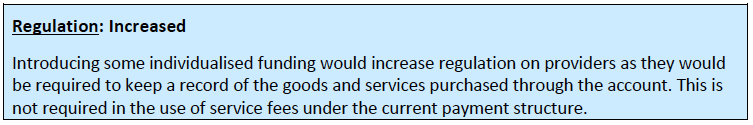 Regulation: Increased
Introducing some individualised funding would increase regulation on providers as they would
be required to keep a record of the goods and services purchased through the account. This is
not required in the use of service fees under the current payment structure.